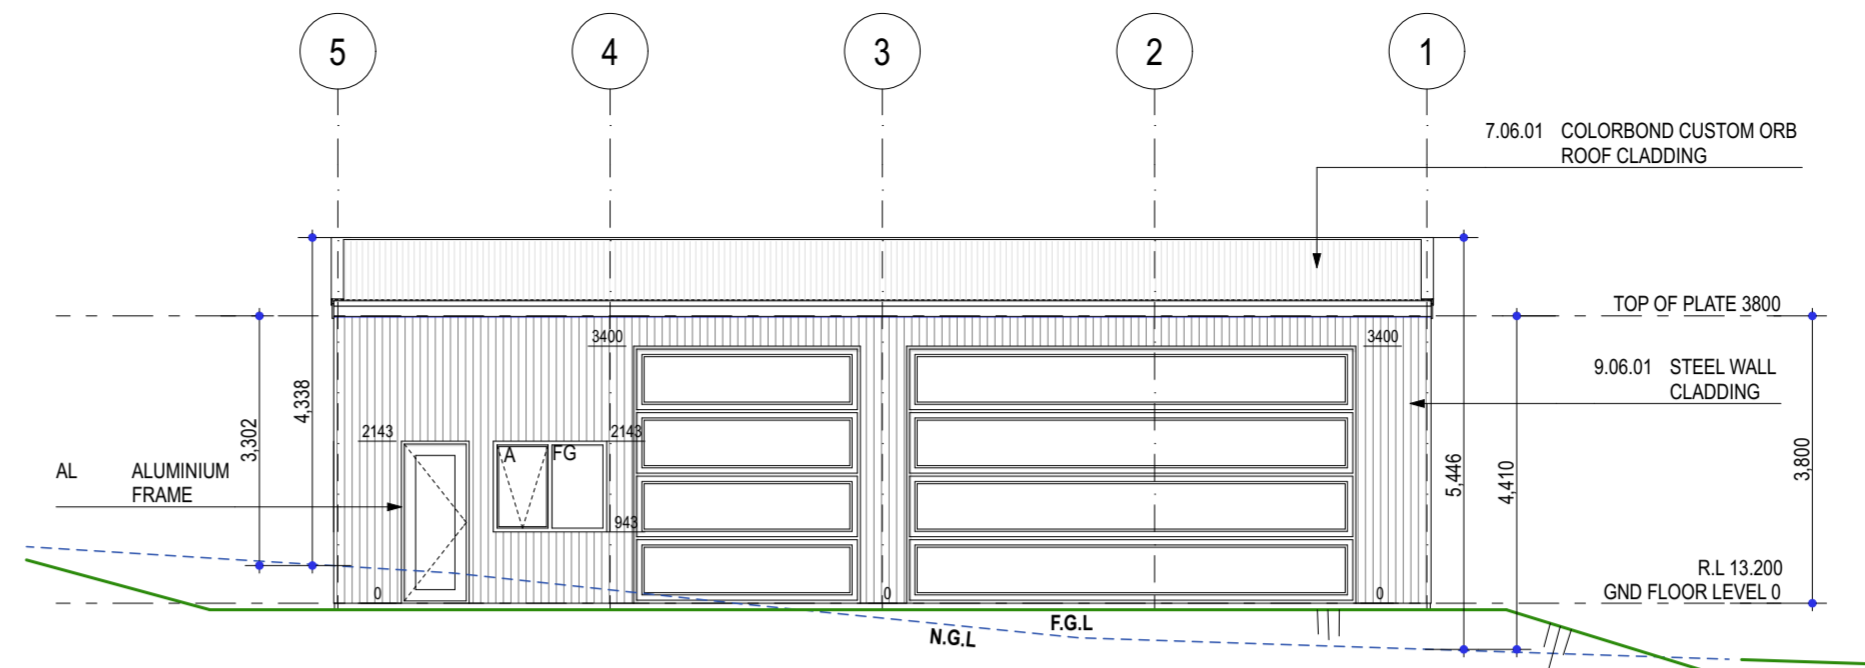 5 4 3 2 1
7.06.01 COLORBOND CUSTOM ORB
ROOF CLADDING
TOP OF PLATE 3800
3400 3400
9.06.01 STEEL WALL
CLADDING
4,338
3,302
2143 2143
A FG
5,446
4,410
3,800
AL ALUMINIUM
FRAME
943
R.L 13.200
GND FLOOR LEVEL 0
0 0 0
N.G.L F.G.L